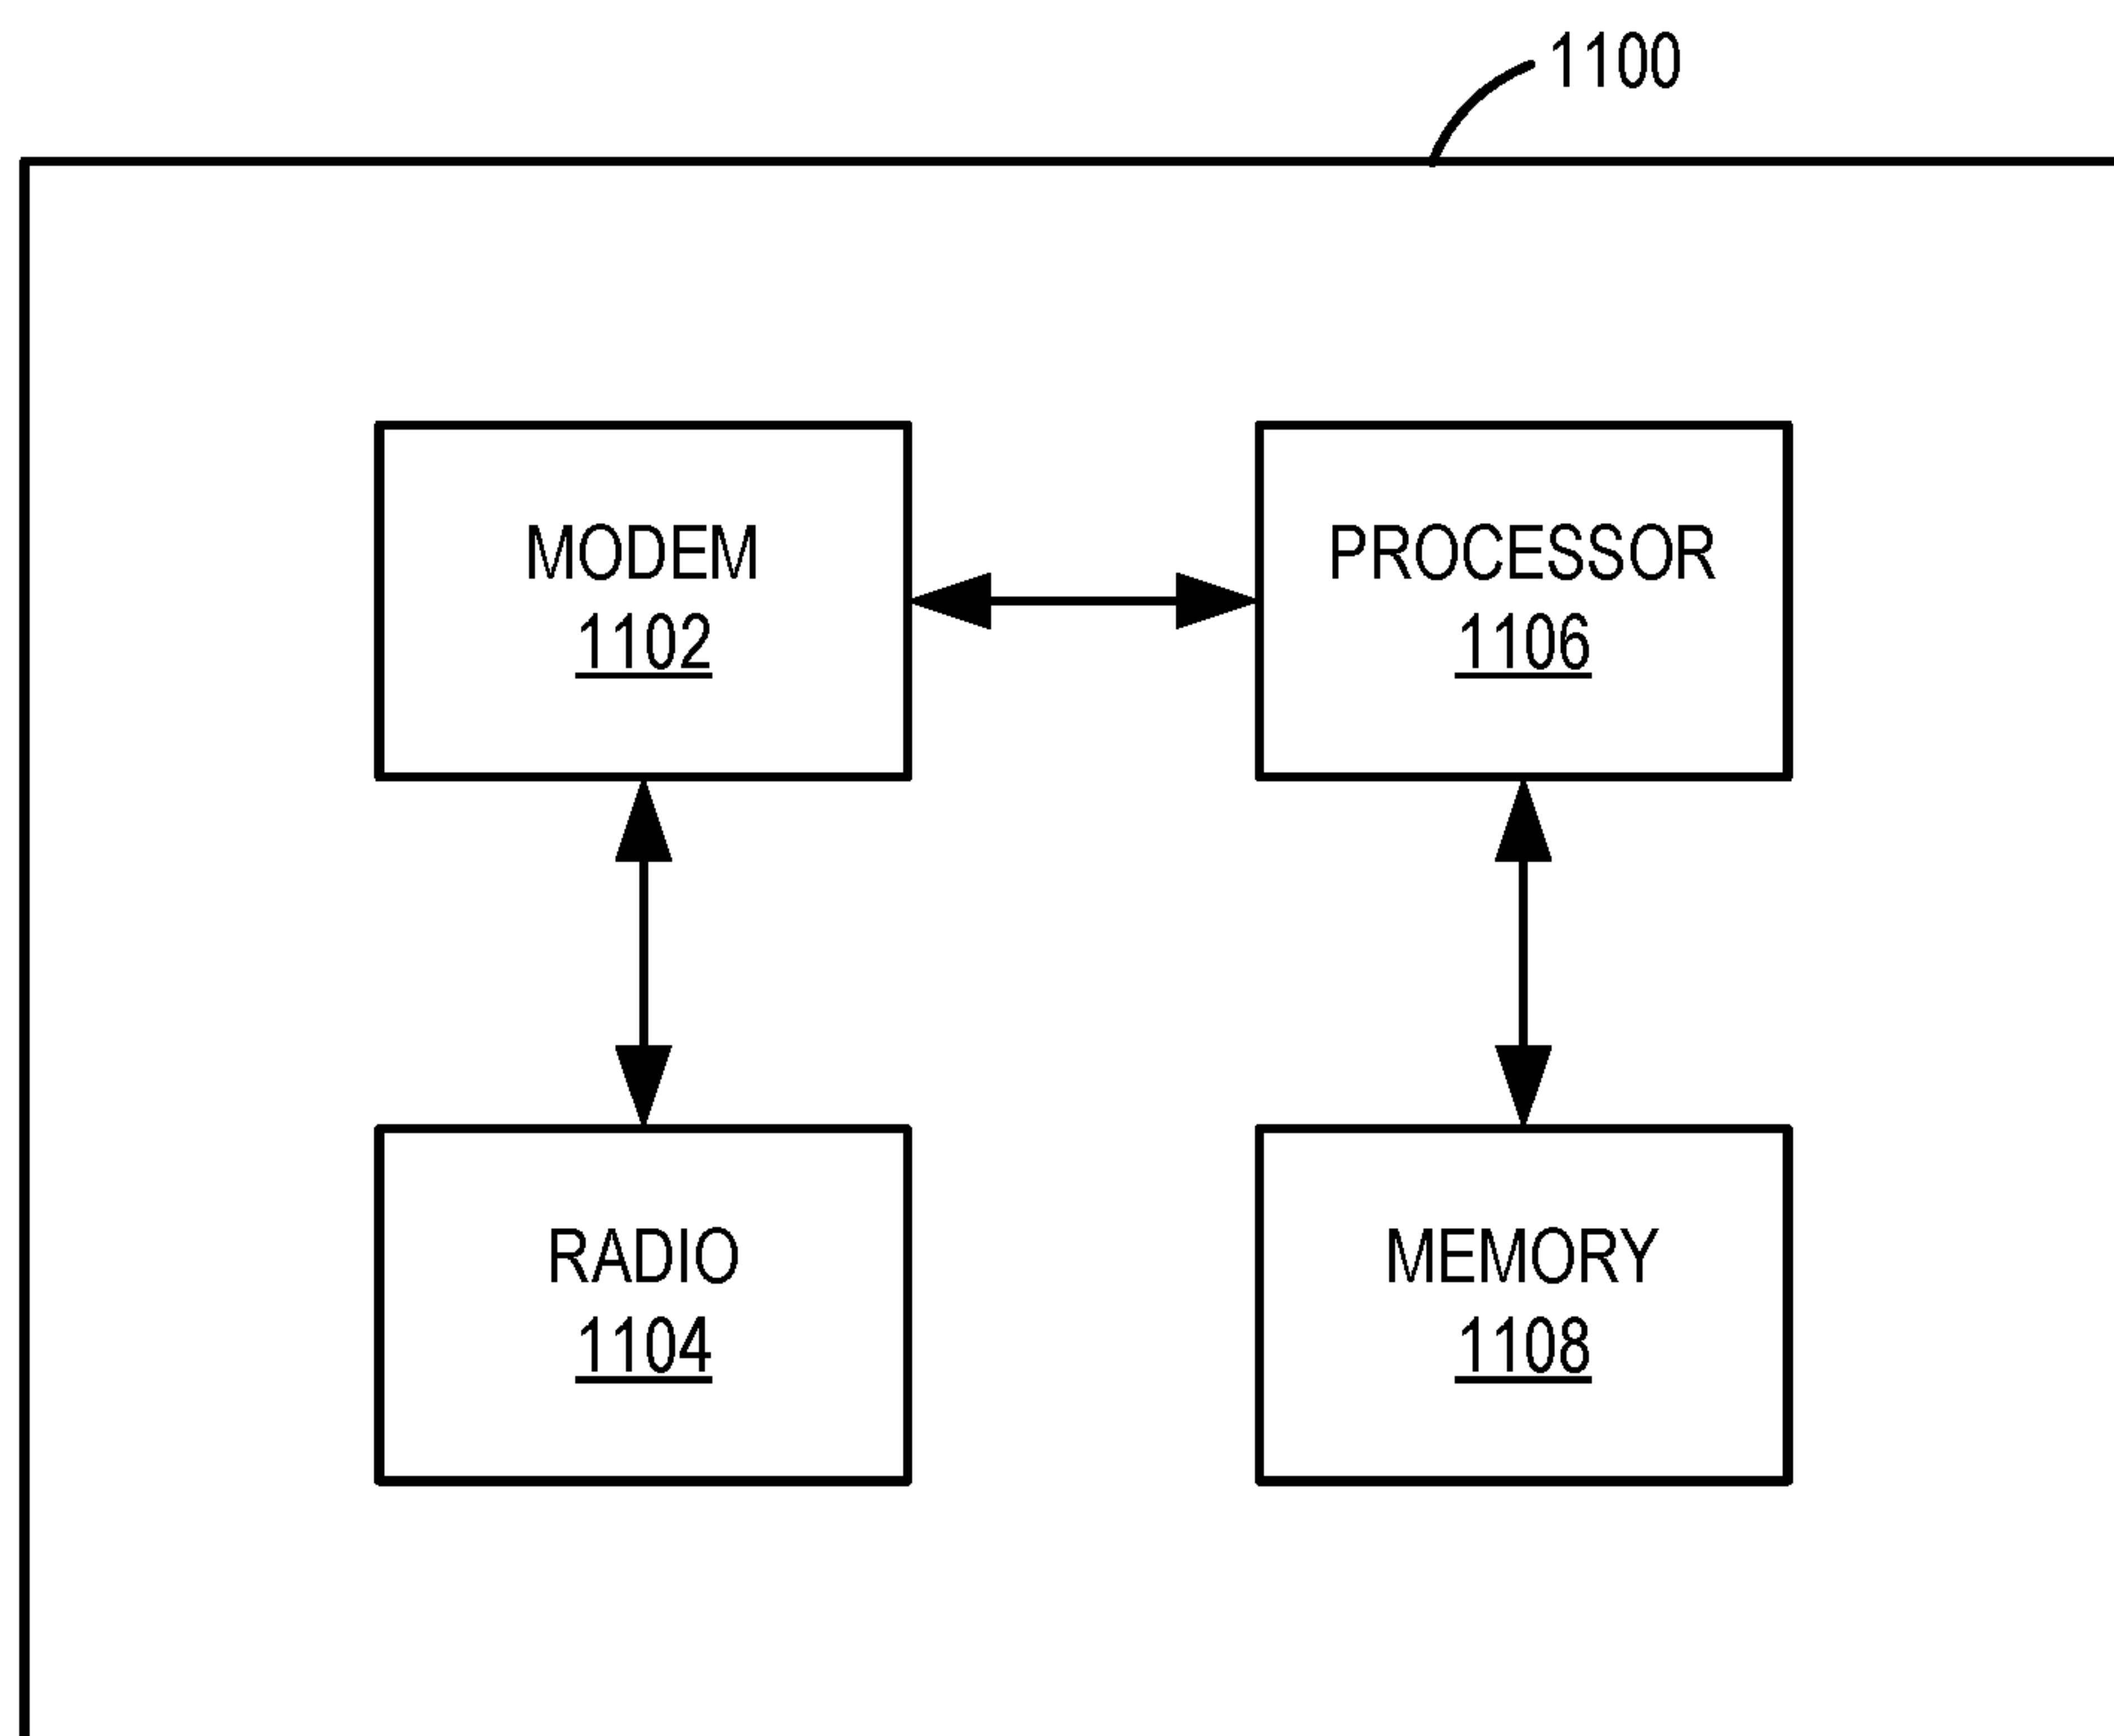 1100
MODEM
1102
PROCESSOR
1106
RADIO
1104
MEMORY
1108